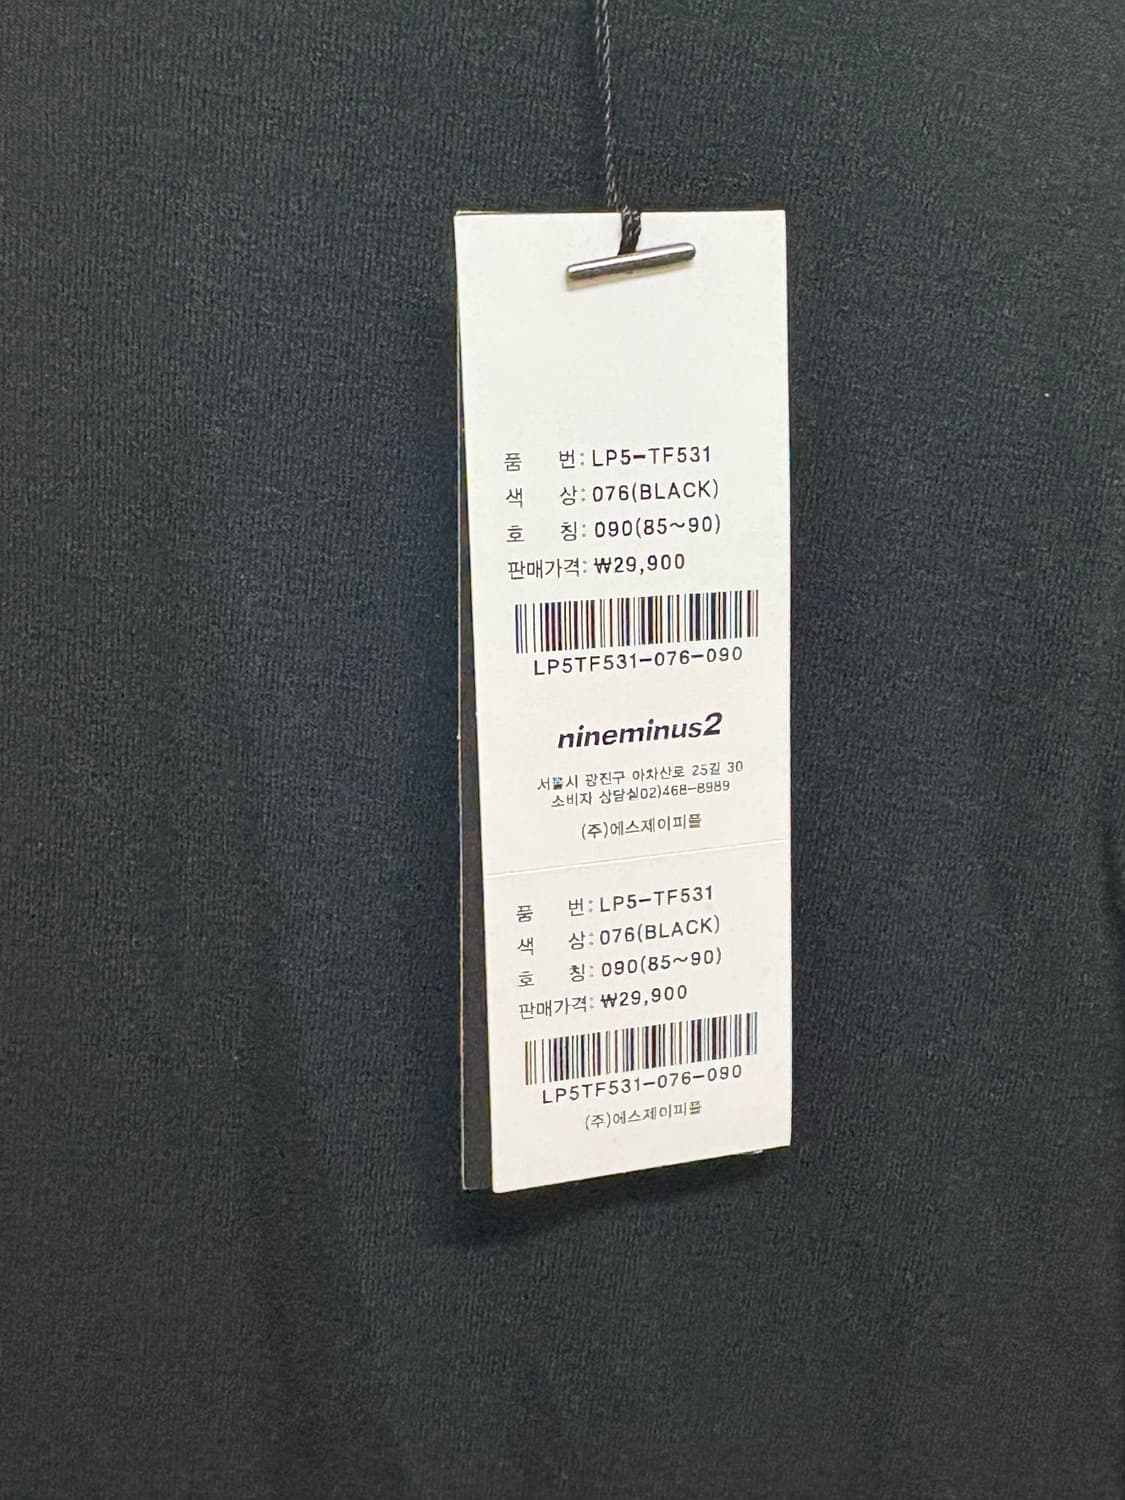 품 번: LP5-TF531
색 상: 076(BLACK)
호 칭: 090(85~90)
판매가격: ₩29,900
LP5TF531-076-090
nineminus2
서울시 광진구 아차산로 25길 30
소비자 상담실02)468-8989
(주)에스제이피플
품 번: LP5-TF531
색 상: 076(BLACK)
호 칭: 090(85~90)
판매가격: ₩29,900
LP5TF531-076-090
(주)에스제이피플